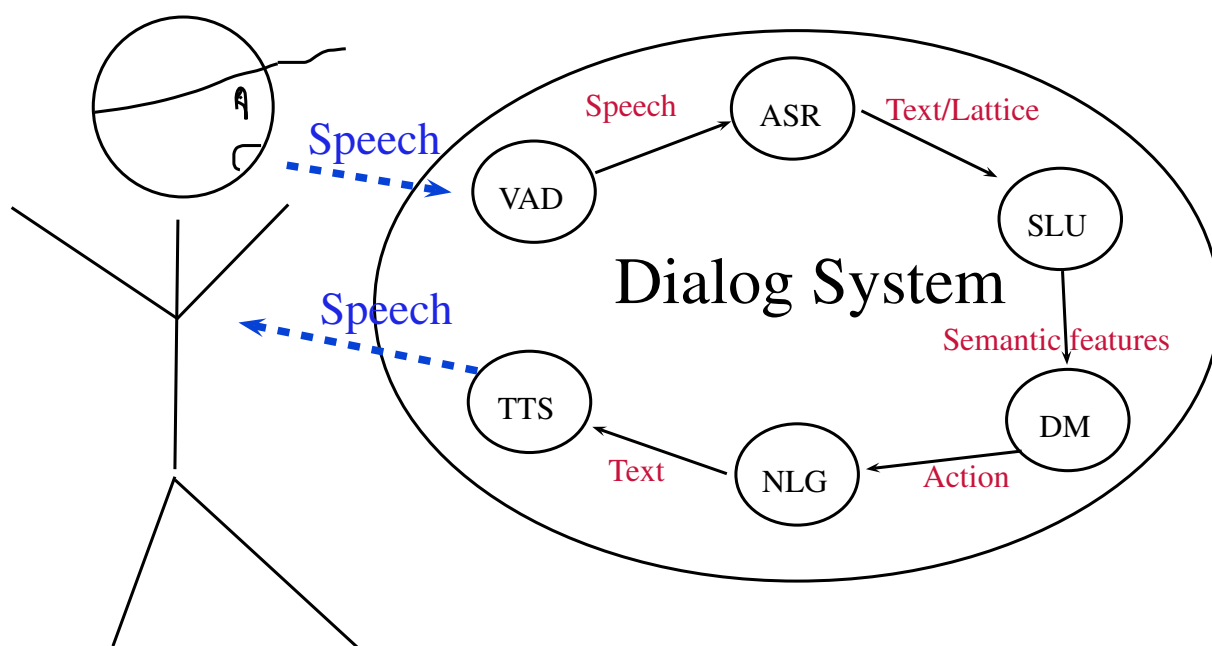 Speech
ASR
Text/Lattice
Speech
VAD
SLU
Dialog System
Speech
Semantic features
TTS
DM
Text
NLG
Action